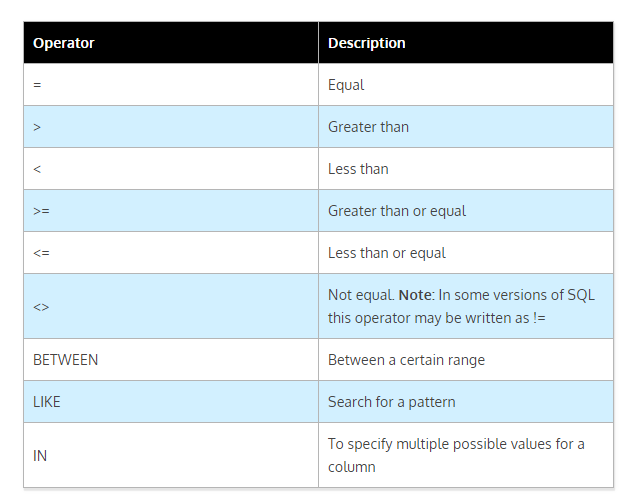 Operator Description
= Equal
> Greater than
< Less than
>= Greater than or equal
<= Less than or equal
<> Not equal. Note: In some versions of SQL
this operator may be written as !=
BETWEEN Between a certain range
LIKE Search for a pattern
IN To specify multiple possible values for a
column